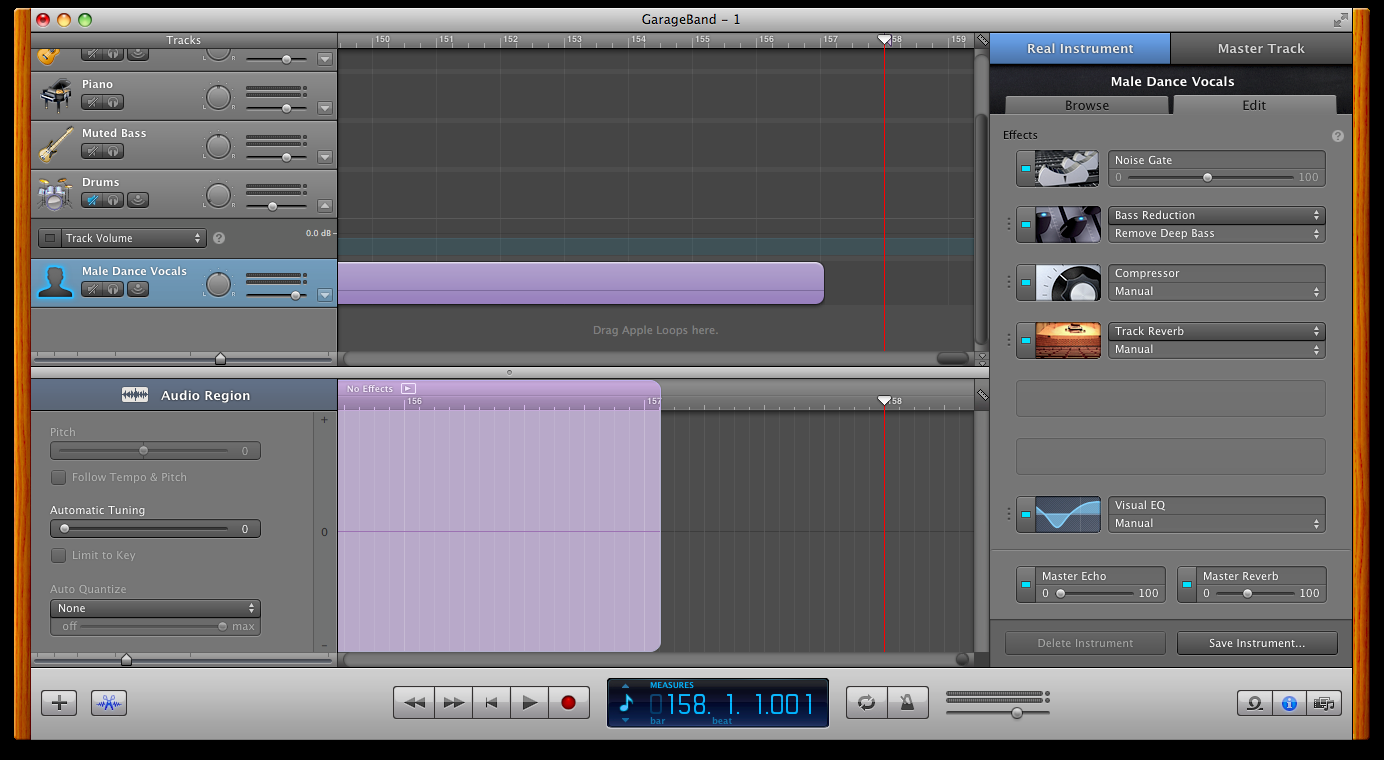 GarageBand - 1
Tracks
150 151 152 153 154 155 156 157 158 159
Real Instrument
Master Track
Male Dance Vocals
Browse
Edit
L R
Piano
L R
Muted Bass
L R
Drums
L R
Track Volume
?
0.0 dB
Male Dance Vocals
L R
Drag Apple Loops here.
Effects
?
Noise Gate
0 100
Bass Reduction
Remove Deep Bass
Compressor
Manual
Track Reverb
Manual
Visual EQ
Manual
Master Echo
0 100
Master Reverb
0 100
Delete Instrument
Save Instrument...
Audio Region
Pitch
0
Follow Tempo & Pitch
Automatic Tuning
0
Limit to Key
Auto Quantize
None
off max
+
0
-
No Effects
156 157 158
MEASURES
158. 1. 1.001
bar beat